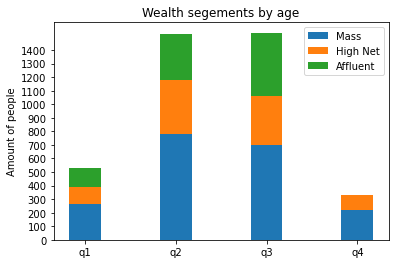 Wealth segements by age
Mass
High Net
Affluent
Amount of people
1400
1300
1200
1100
1000
900
800
700
600
500
400
300
200
100
0
q1 q2 q3 q4